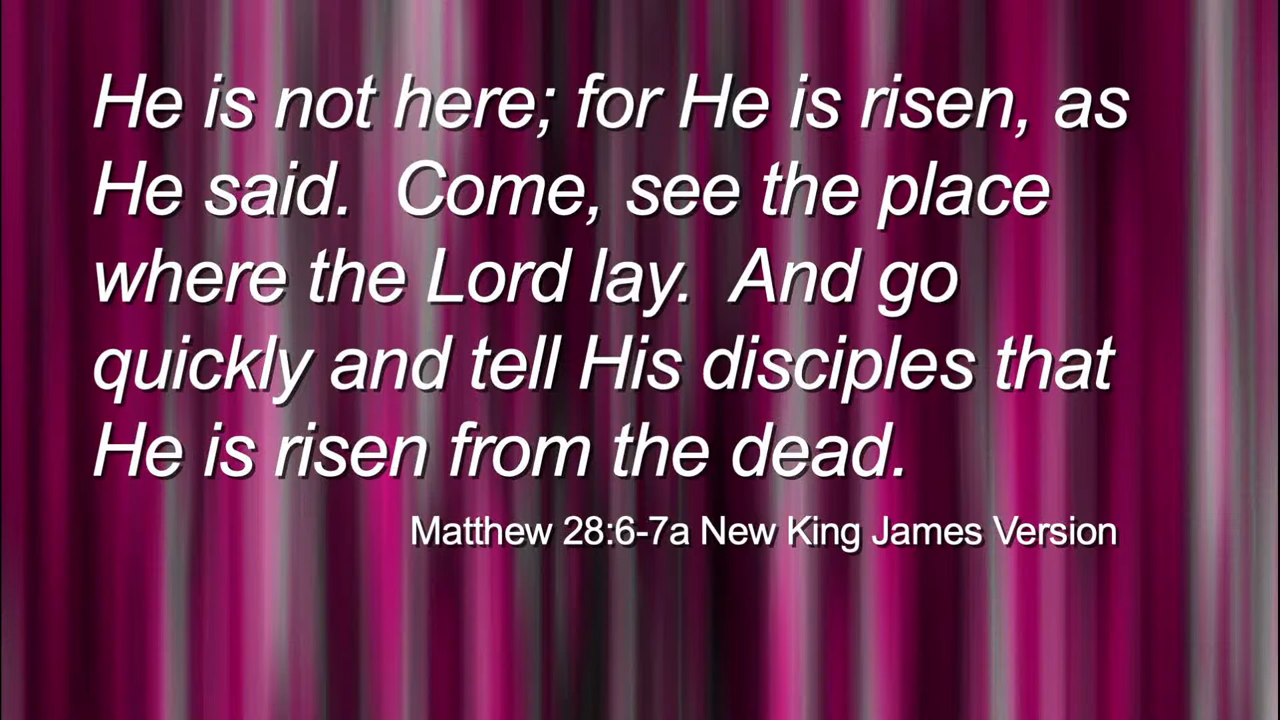 He is not here; for He is risen, as
He said.  Come, see the place
where the Lord lay.  And go
quickly and tell His disciples that
He is risen from the dead.
Matthew 28:6-7a New King James Version